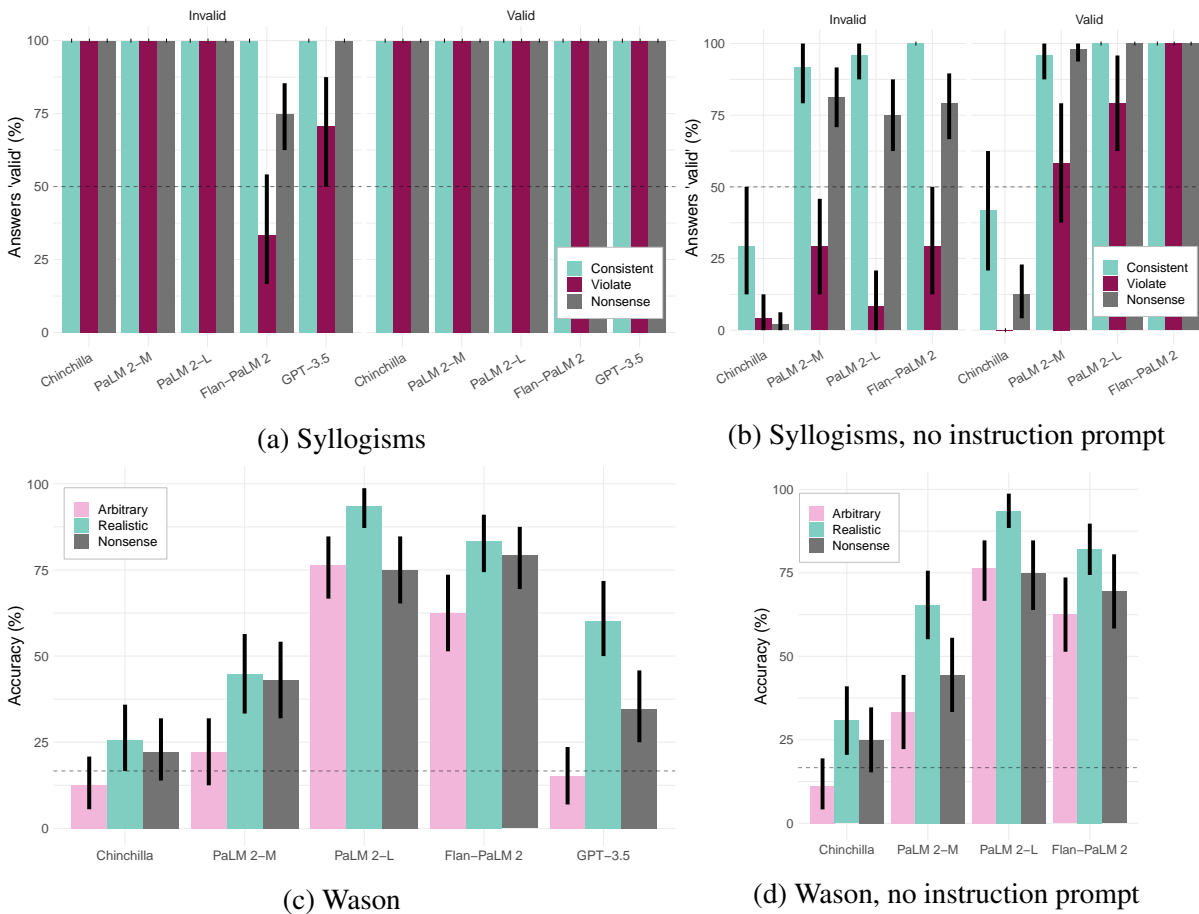 Invalid
Valid
Answers 'valid' (%)
100
75
50
25
0
Consistent
Violate
Nonsense
Chinchilla
PaLM 2−M
PaLM 2−L
Flan−PaLM 2
GPT−3.5
Chinchilla
PaLM 2−M
PaLM 2−L
Flan−PaLM 2
GPT−3.5
(a) Syllogisms
Invalid
Valid
Answers 'valid' (%)
100
75
50
25
0
Consistent
Violate
Nonsense
Chinchilla
PaLM 2−M
PaLM 2−L
Flan−PaLM 2
Chinchilla
PaLM 2−M
PaLM 2−L
Flan−PaLM 2
(b) Syllogisms, no instruction prompt
Accuracy (%)
100
75
50
25
0
Arbitrary
Realistic
Nonsense
Chinchilla
PaLM 2−M
PaLM 2−L
Flan−PaLM 2
GPT−3.5
(c) Wason
Accuracy (%)
100
75
50
25
0
Arbitrary
Realistic
Nonsense
Chinchilla
PaLM 2−M
PaLM 2−L
Flan−PaLM 2
(d) Wason, no instruction prompt